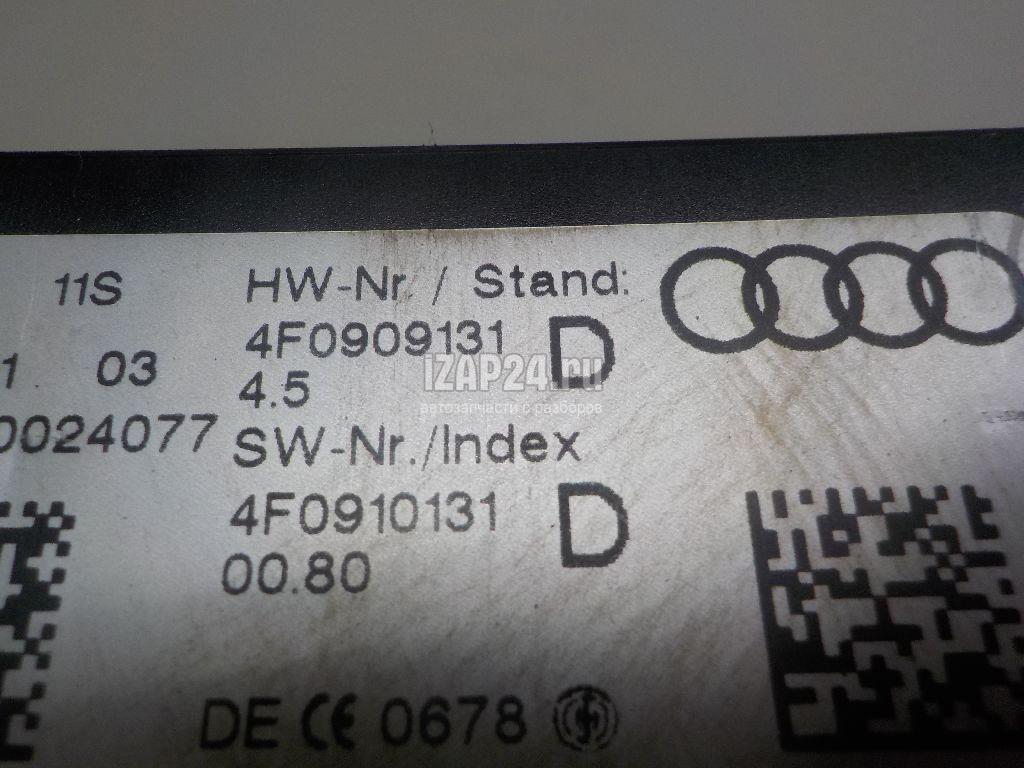 11S HW-Nr. / Stand:
1 03 4F0909131 D
4.5
0024077 SW-Nr./Index
4F0910131 D
00.80
DE CE 0678
iZAP24.ru
автозапчасти с разборов